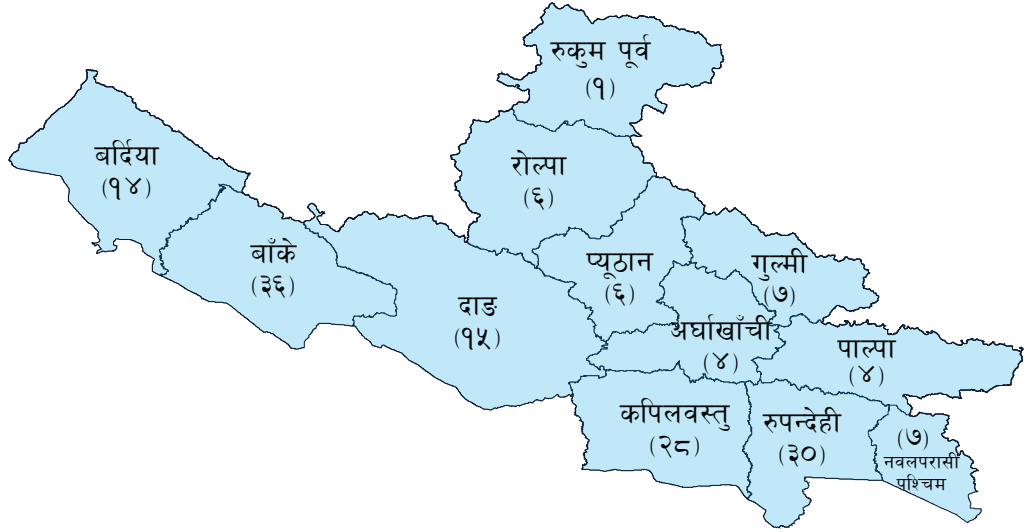 रुकुम पूर्व
(१)
बर्दिया
(१४)
रोल्पा
(६)
बाँके
(३६)
प्यूठान
(६)
गुल्मी
(७)
दाङ
(१५)
अर्घाखाँची
(४)
पाल्पा
(४)
कपिलवस्तु
(२८)
रुपन्देही
(३०)
(७)
नवलपरासी
पश्चिम